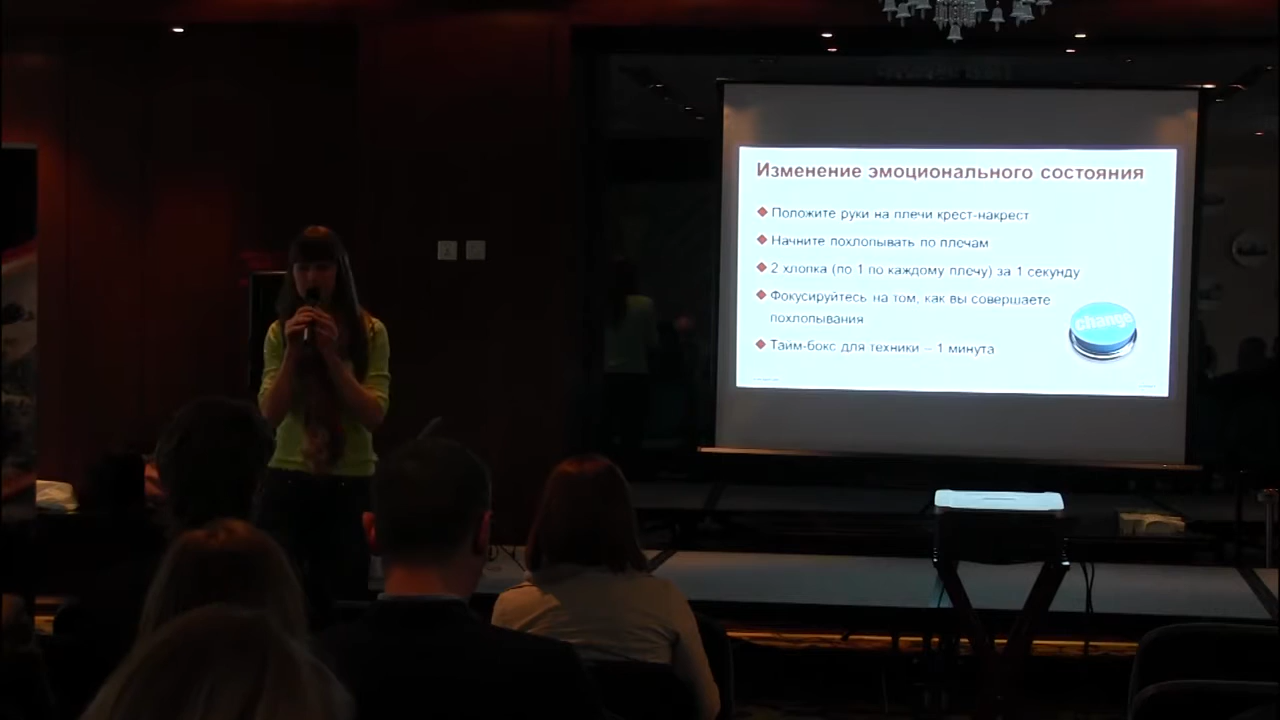 Изменение эмоционального состояния
Положите руки на плечи крест-накрест
Начните похлопывать по плечам
2 хлопка (по 1 по каждому плечу) за 1 секунду
Фокусируйтесь на том, как вы совершаете
похлопывания
change
Тайм-бокс для техники – 1 минута